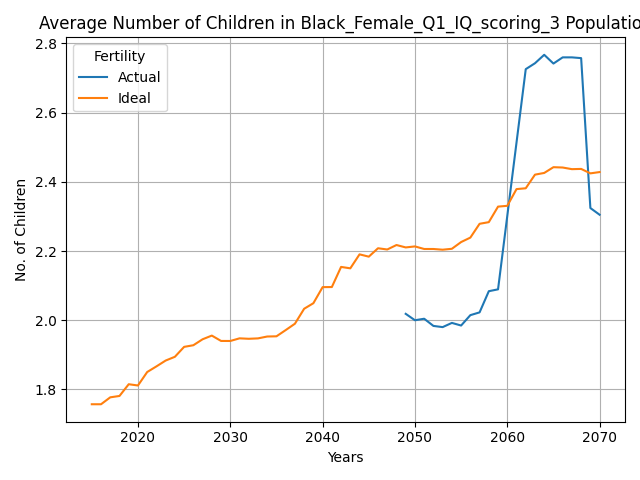 Average Number of Children in Black_Female_Q1_IQ_scoring_3 Populatio
Fertility
Actual
Ideal
2.8
2.6
2.4
2.2
2.0
1.8
No. of Children
2020 2030 2040 2050 2060 2070
Years